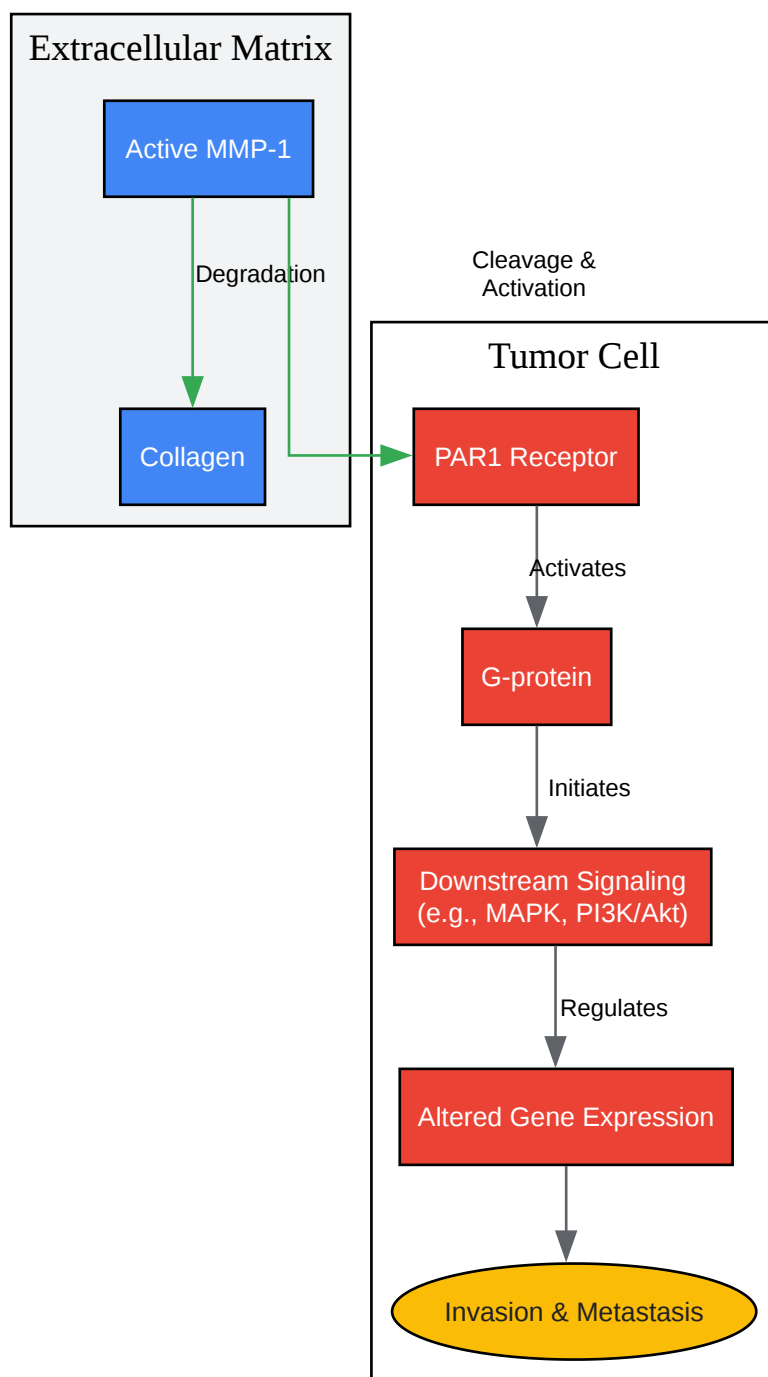 Extracellular Matrix
Active MMP-1
Degradation
Cleavage &
Activation
Tumor Cell
Collagen
PAR1 Receptor
Activates
G-protein
Initiates
Downstream Signaling
(e.g., MAPK, PI3K/Akt)
Regulates
Altered Gene Expression
Invasion & Metastasis